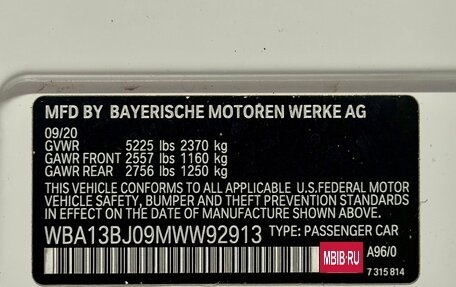 MFD BY BAYERISCHE MOTOREN WERKE AG
09/20
GVWR 5225 lbs 2370 kg
GAWR FRONT 2557 lbs 1160 kg
GAWR REAR 2756 lbs 1250 kg
THIS VEHICLE CONFORMS TO ALL APPLICABLE U.S.FEDERAL MOTOR
VEHICLE SAFETY, BUMPER AND THEFT PREVENTION STANDARDS
IN EFFECT ON THE DATE OF MANUFACTURE SHOWN ABOVE.
WBA13BJ09MWW92913 TYPE: PASSENGER CAR
MBIB·RU A96/0
7 315 814